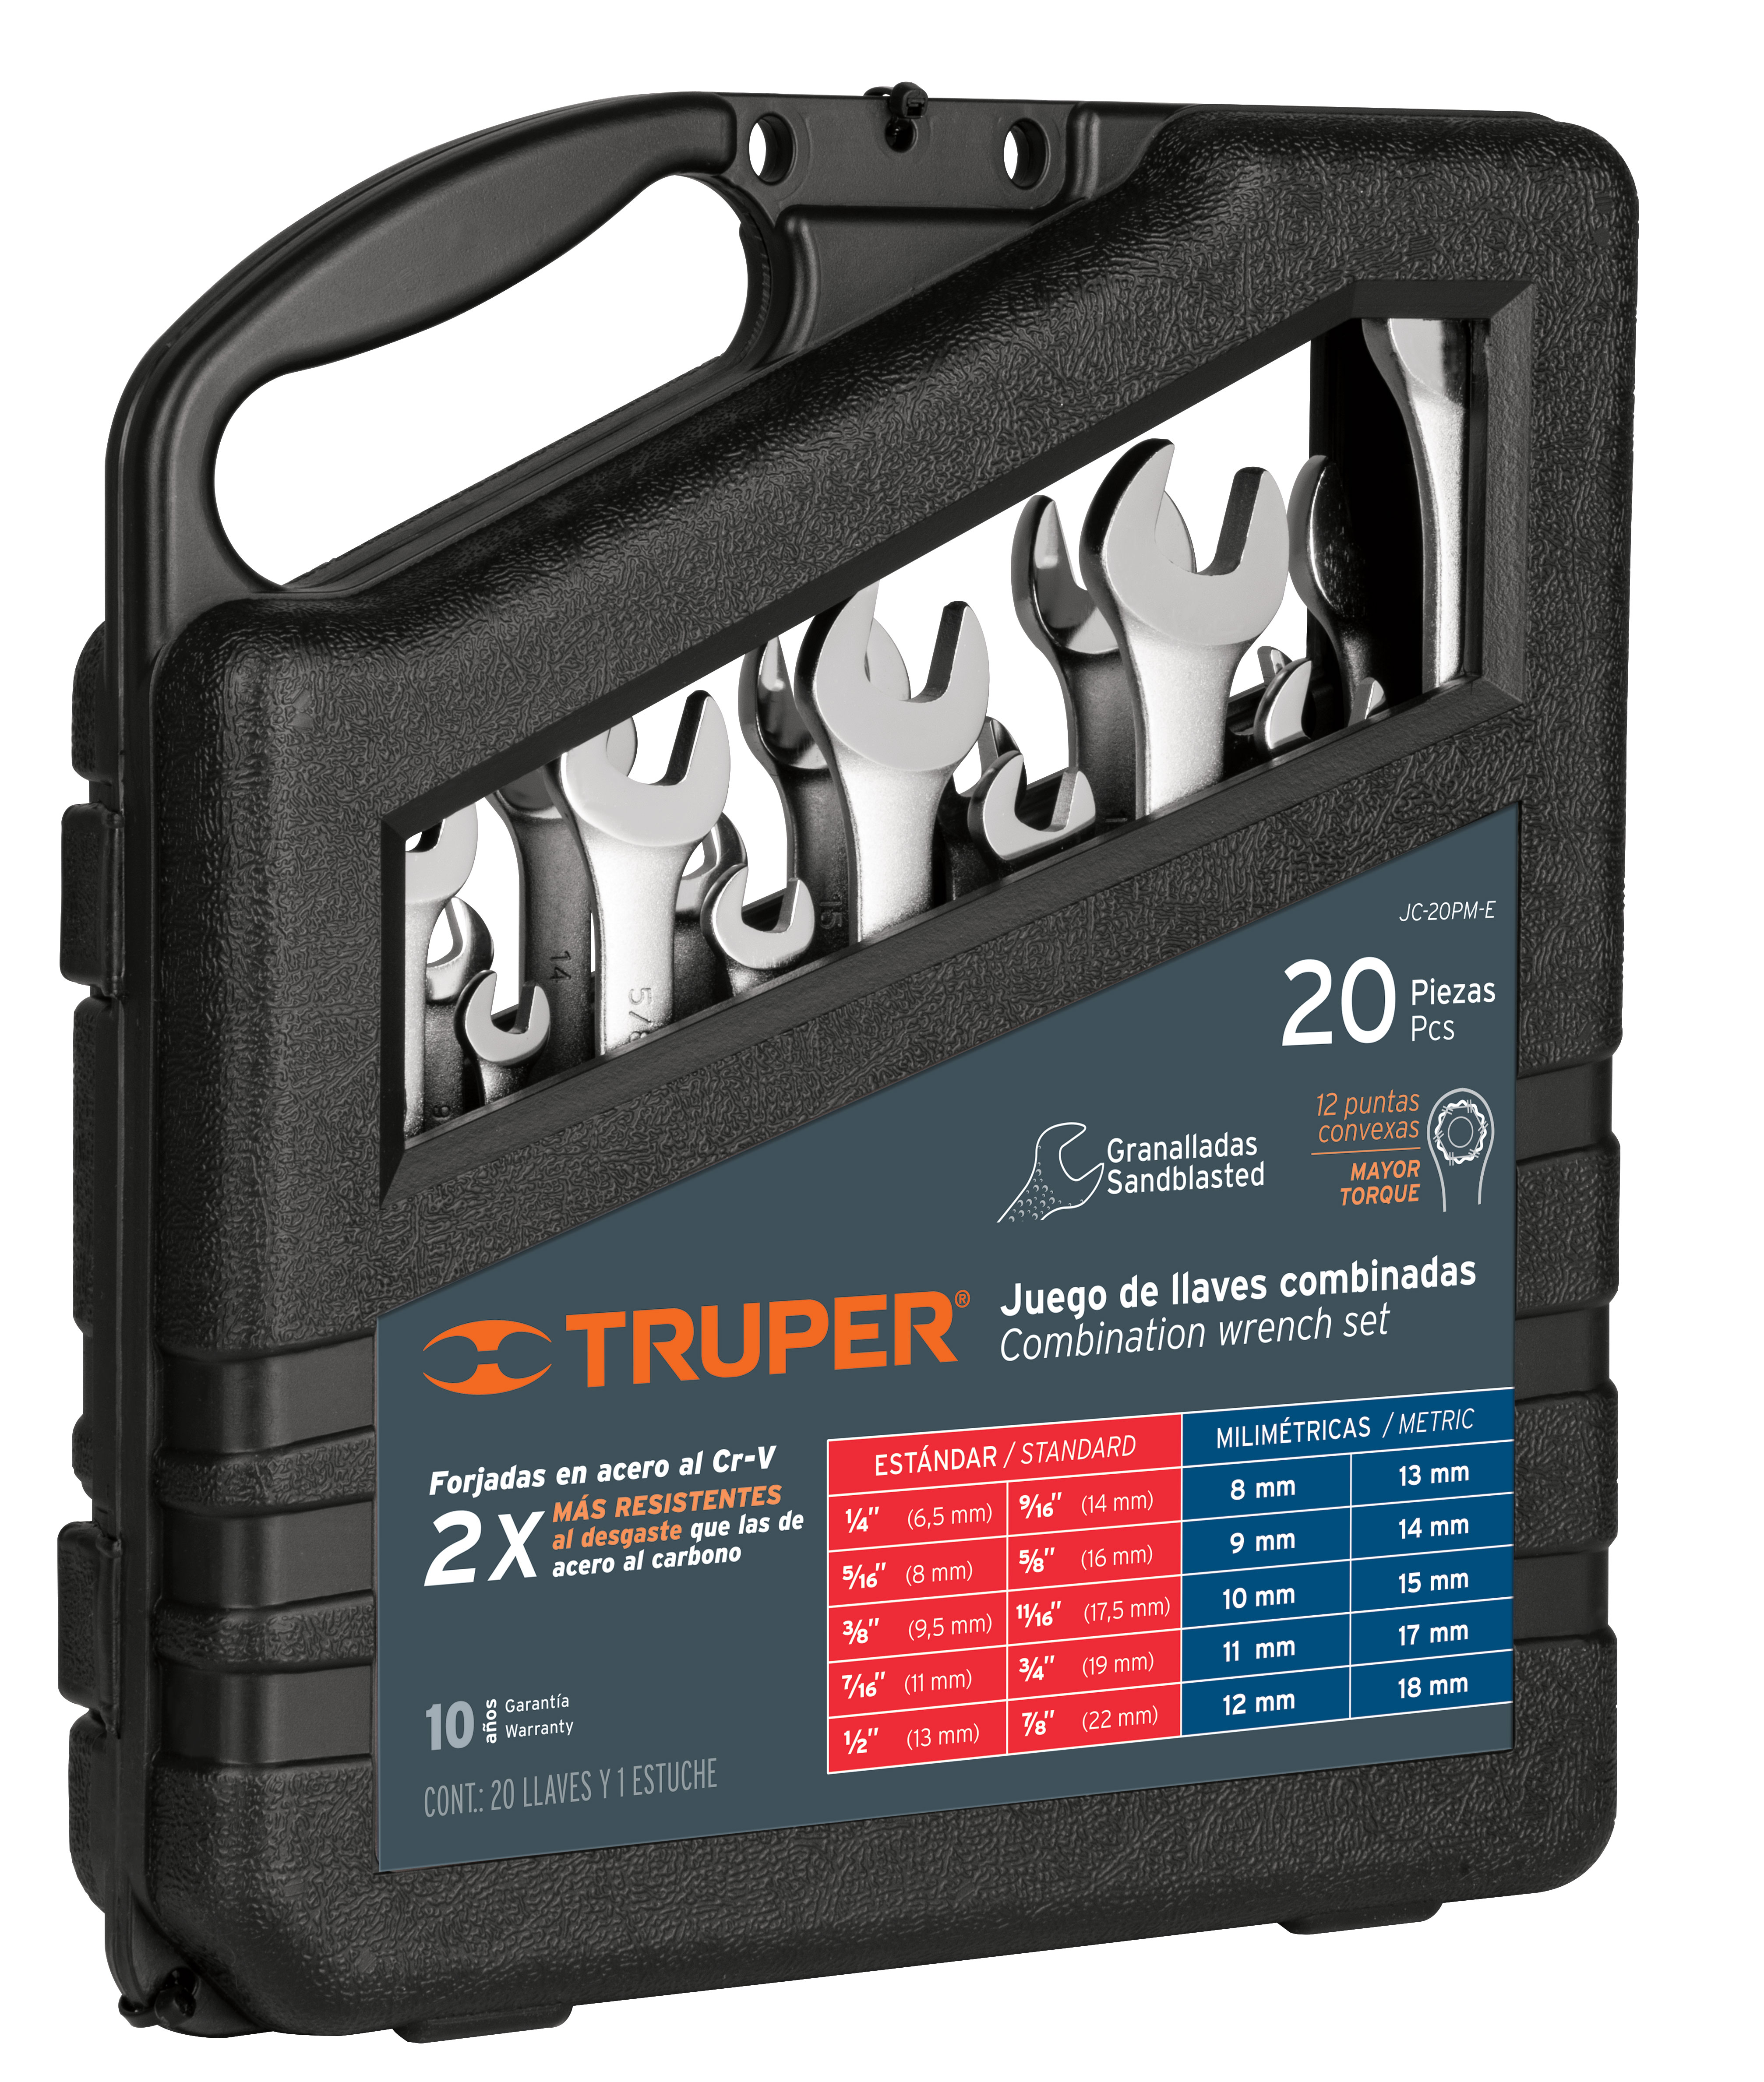 JC-20PM-E
20 Piezas
Pcs
Granalladas
Sandblasted
12 puntas
convexas
MAYOR
TORQUE
TRUPER®
Juego de llaves combinadas
Combination wrench set
Forjadas en acero al Cr-V
2X MÁS RESISTENTES
al desgaste que las de
acero al carbono
10 años Garantía
Warranty
CONT.: 20 LLAVES Y 1 ESTUCHE
ESTÁNDAR / STANDARD
1/4" (6,5 mm) 9/16" (14 mm)
5/16" (8 mm) 5/8" (16 mm)
3/8" (9,5 mm) 11/16" (17,5 mm)
7/16" (11 mm) 3/4" (19 mm)
1/2" (13 mm) 7/8" (22 mm)
MILIMÉTRICAS / METRIC
8 mm 13 mm
9 mm 14 mm
10 mm 15 mm
11 mm 17 mm
12 mm 18 mm
14
5/8
15
9